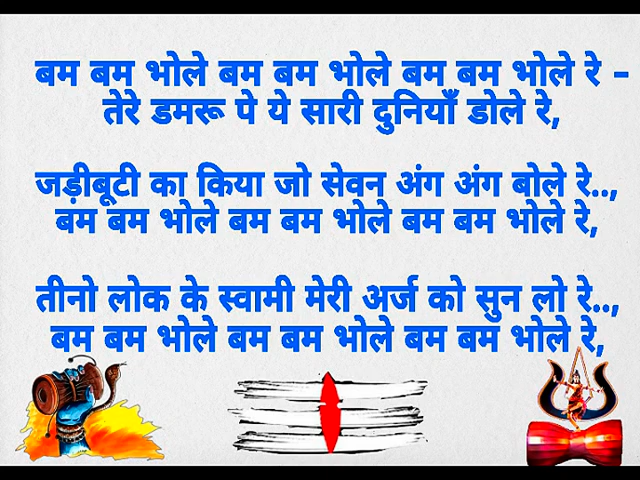 बम बम भोले बम बम भोले बम बम भोले रे -
तेरे डमरू पे ये सारी दुनियाँ डोले रे,
जड़ीबूटी का किया जो सेवन अंग अंग बोले रे..,
बम बम भोले बम बम भोले बम बम भोले रे,
तीनो लोक के स्वामी मेरी अर्ज को सुन लो रे..,
बम बम भोले बम बम भोले बम बम भोले रे,